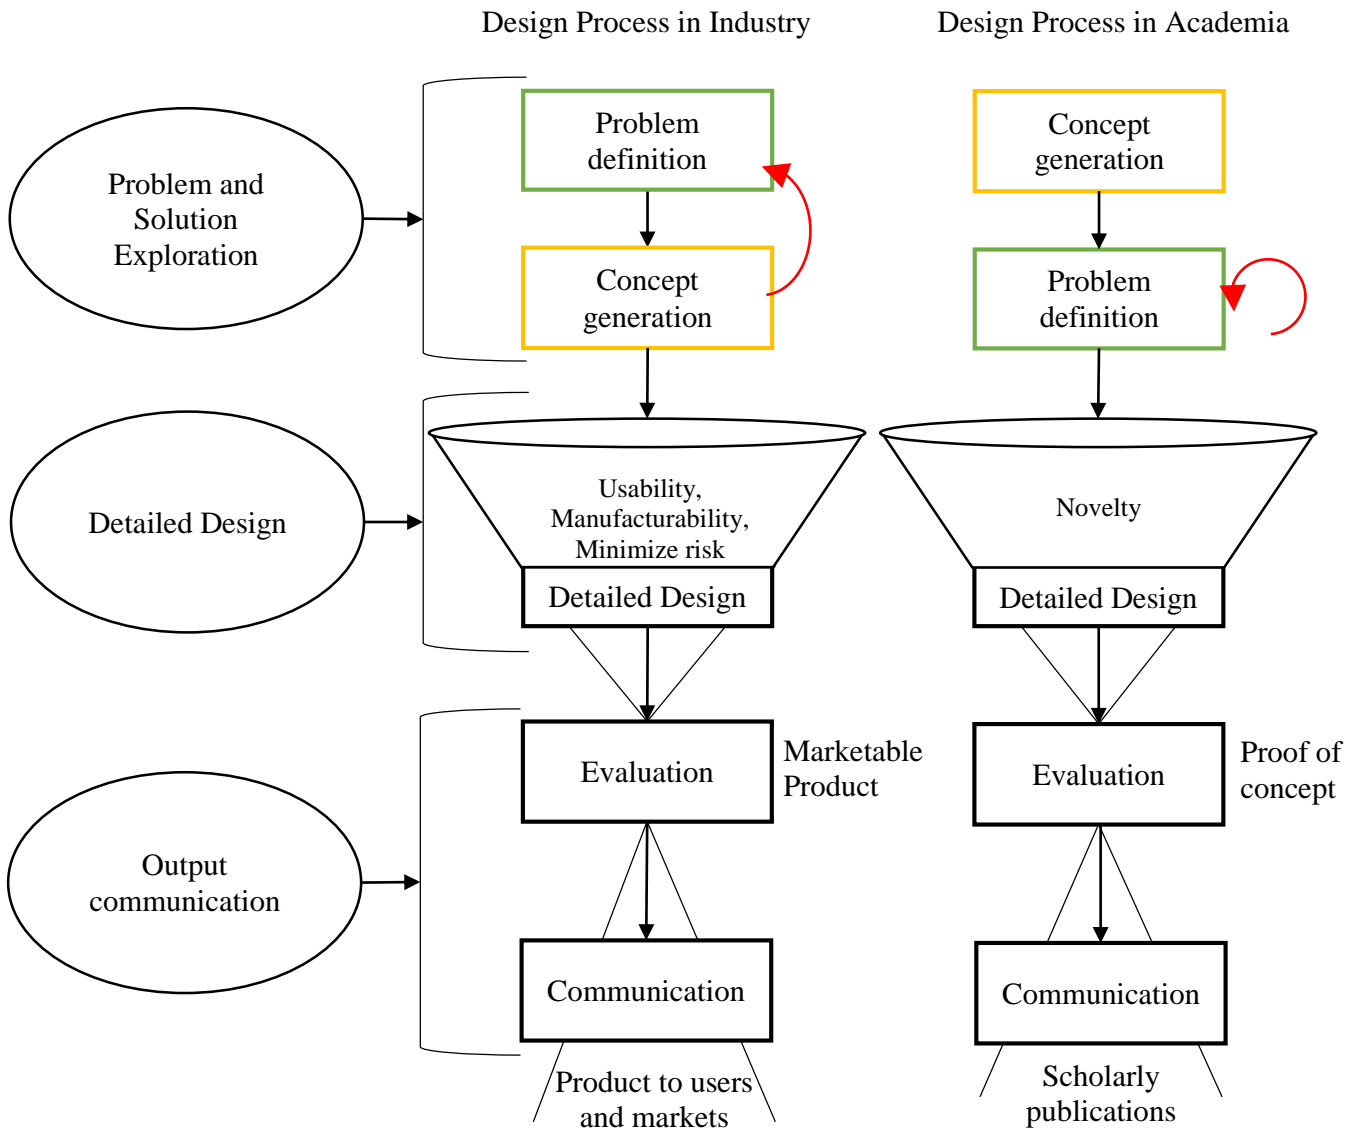 Design Process in Industry
Design Process in Academia
Problem and
Solution
Exploration
Problem
definition
Concept
generation
Concept
generation
Problem
definition
Detailed Design
Usability,
Manufacturability,
Minimize risk
Detailed Design
Novelty
Detailed Design
Output
communication
Evaluation
Marketable
Product
Evaluation
Proof of
concept
Communication
Product to users
and markets
Communication
Scholarly
publications